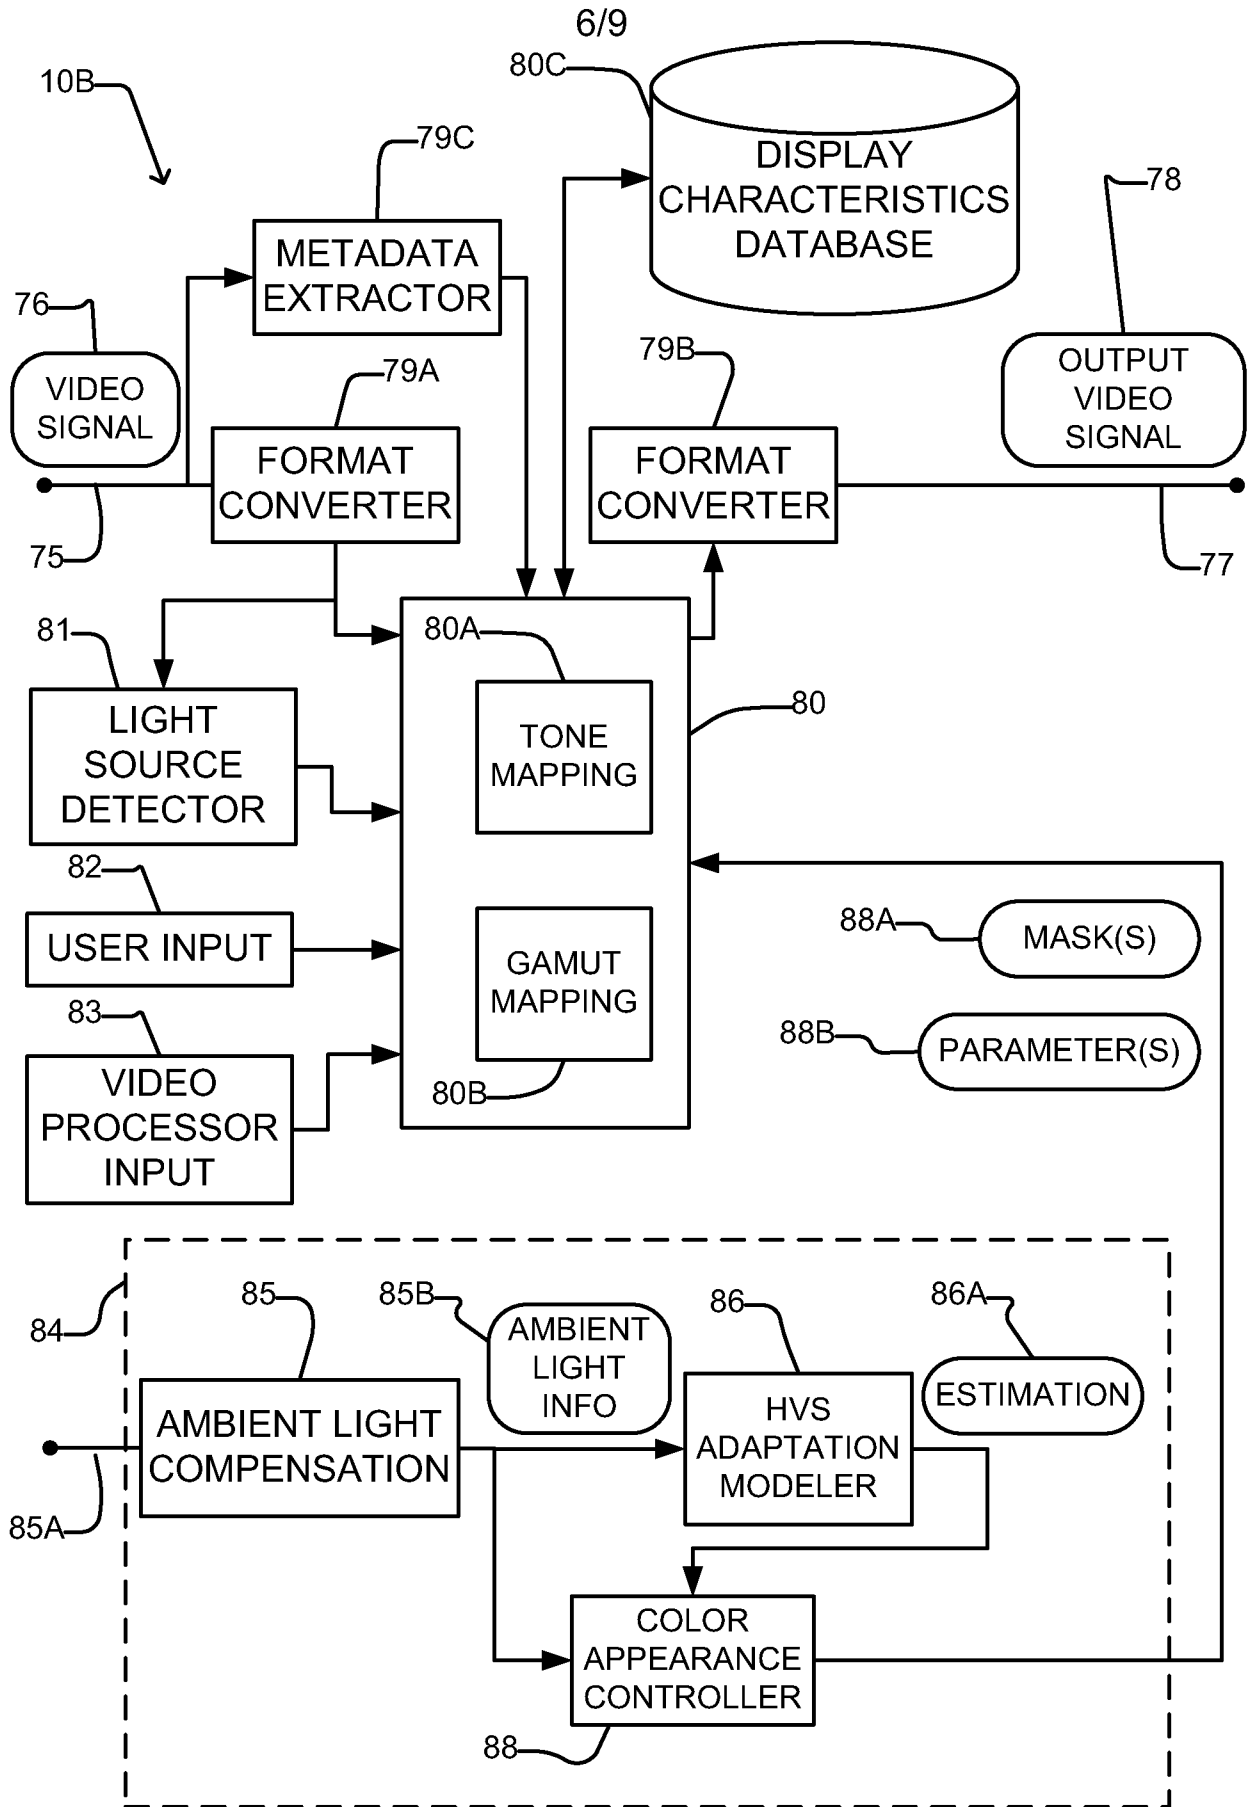 6/9
80C
10B
79C
DISPLAY
CHARACTERISTICS
DATABASE
78
METADATA
EXTRACTOR
76
79B
79A
OUTPUT
VIDEO
SIGNAL
VIDEO
SIGNAL
FORMAT
CONVERTER
FORMAT
CONVERTER
75
77
81
80A
80
LIGHT
SOURCE
DETECTOR
TONE
MAPPING
82
88A
MASK(S)
USER INPUT
GAMUT
MAPPING
83
88B
PARAMETER(S)
VIDEO
PROCESSOR
INPUT
80B
84
85
85B
86
86A
AMBIENT
LIGHT
INFO
HVS
ADAPTATION
MODELER
ESTIMATION
AMBIENT LIGHT
COMPENSATION
85A
COLOR
APPEARANCE
CONTROLLER
88